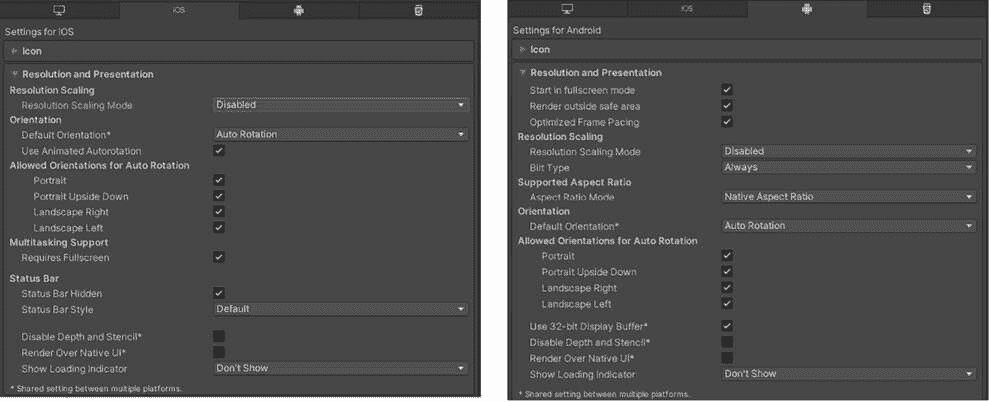 iOS
Settings for iOS
Icon
Resolution and Presentation
Resolution Scaling
Resolution Scaling Mode Disabled
Orientation
Default Orientation* Auto Rotation
Use Animated Autorotation
Allowed Orientations for Auto Rotation
Portrait
Portrait Upside Down
Landscape Right
Landscape Left
Multitasking Support
Requires Fullscreen
Status Bar
Status Bar Hidden
Status Bar Style Default
Disable Depth and Stencil*
Render Over Native UI*
Show Loading Indicator Don't Show
* Shared setting between multiple platforms.
iOS
Settings for Android
Icon
Resolution and Presentation
Start in fullscreen mode
Render outside safe area
Optimized Frame Pacing
Resolution Scaling
Resolution Scaling Mode Disabled
Blit Type Always
Supported Aspect Ratio
Aspect Ratio Mode Native Aspect Ratio
Orientation
Default Orientation* Auto Rotation
Allowed Orientations for Auto Rotation
Portrait
Portrait Upside Down
Landscape Right
Landscape Left
Use 32-bit Display Buffer*
Disable Depth and Stencil*
Render Over Native UI*
Show Loading Indicator Don't Show
* Shared setting between multiple platforms.